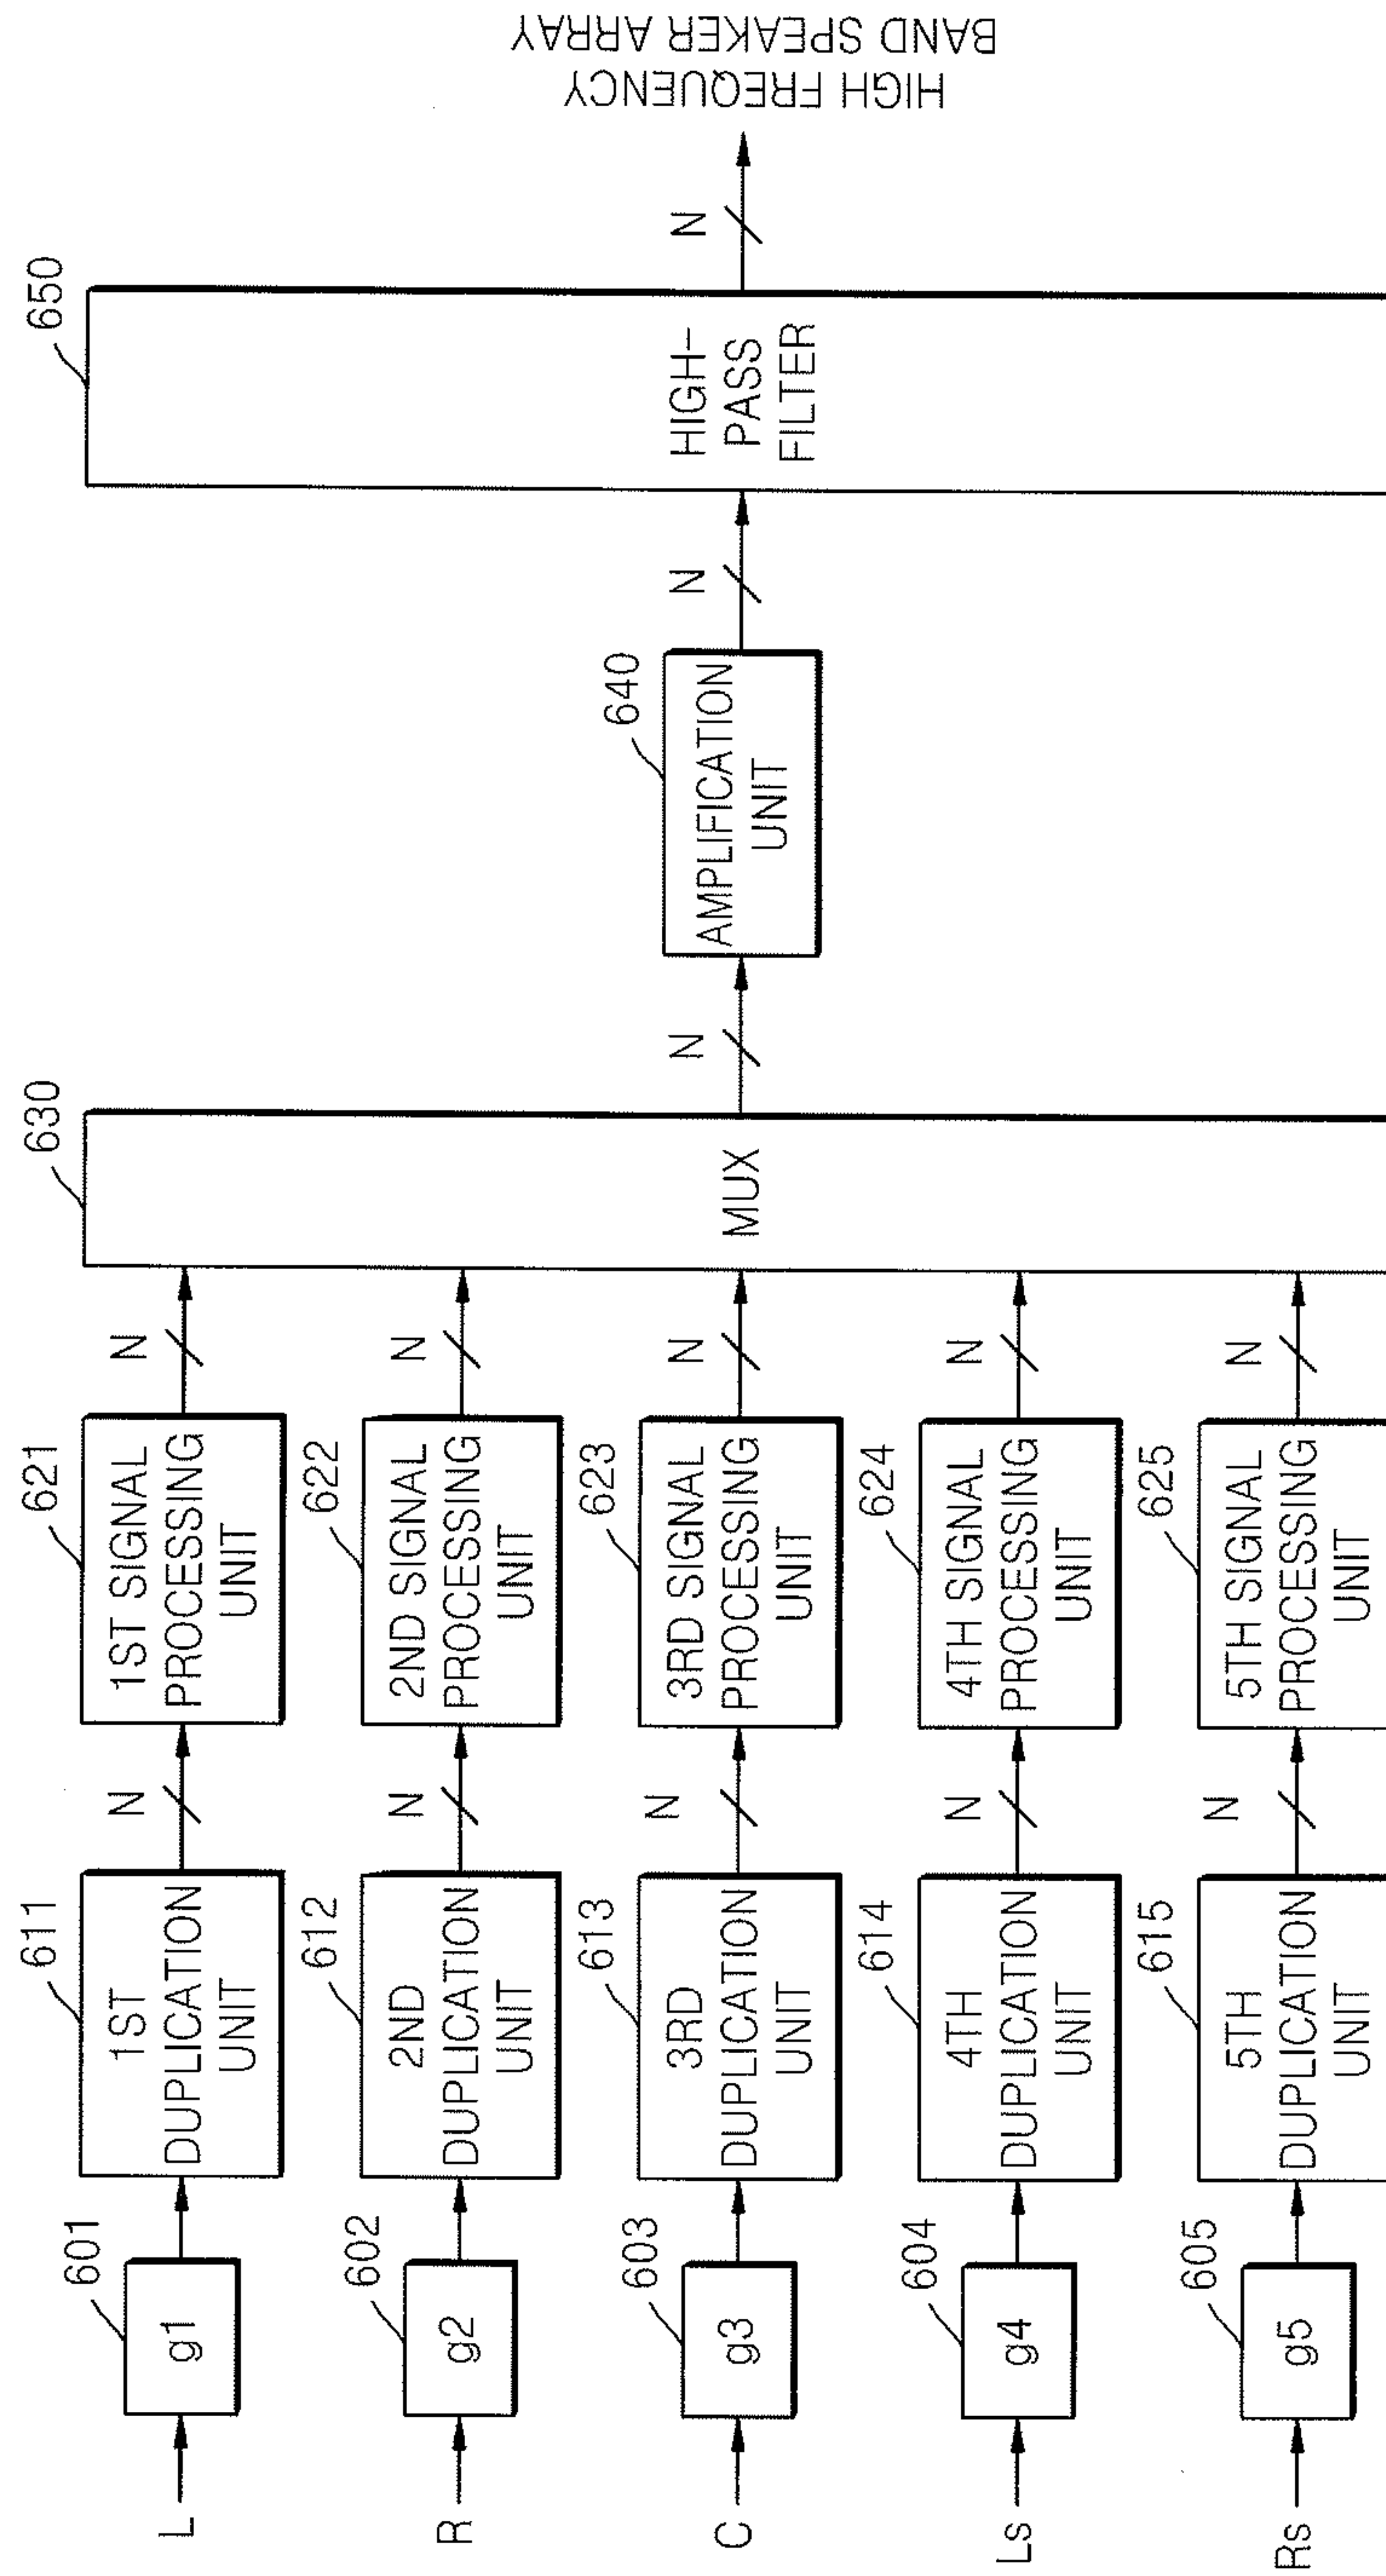 L
601
g1
611
1ST
DUPLICATION
UNIT
N
621
1ST SIGNAL
PROCESSING
UNIT
N
R
602
g2
612
2ND
DUPLICATION
UNIT
N
622
2ND SIGNAL
PROCESSING
UNIT
N
C
603
g3
613
3RD
DUPLICATION
UNIT
N
623
3RD SIGNAL
PROCESSING
UNIT
N
Ls
604
g4
614
4TH
DUPLICATION
UNIT
N
624
4TH SIGNAL
PROCESSING
UNIT
N
Rs
605
g5
615
5TH
DUPLICATION
UNIT
N
625
5TH SIGNAL
PROCESSING
UNIT
N
630
MUX
N
640
AMPLIFICATION
UNIT
N
650
HIGH-
PASS
FILTER
N
HIGH FREQUENCY
BAND SPEAKER ARRAY